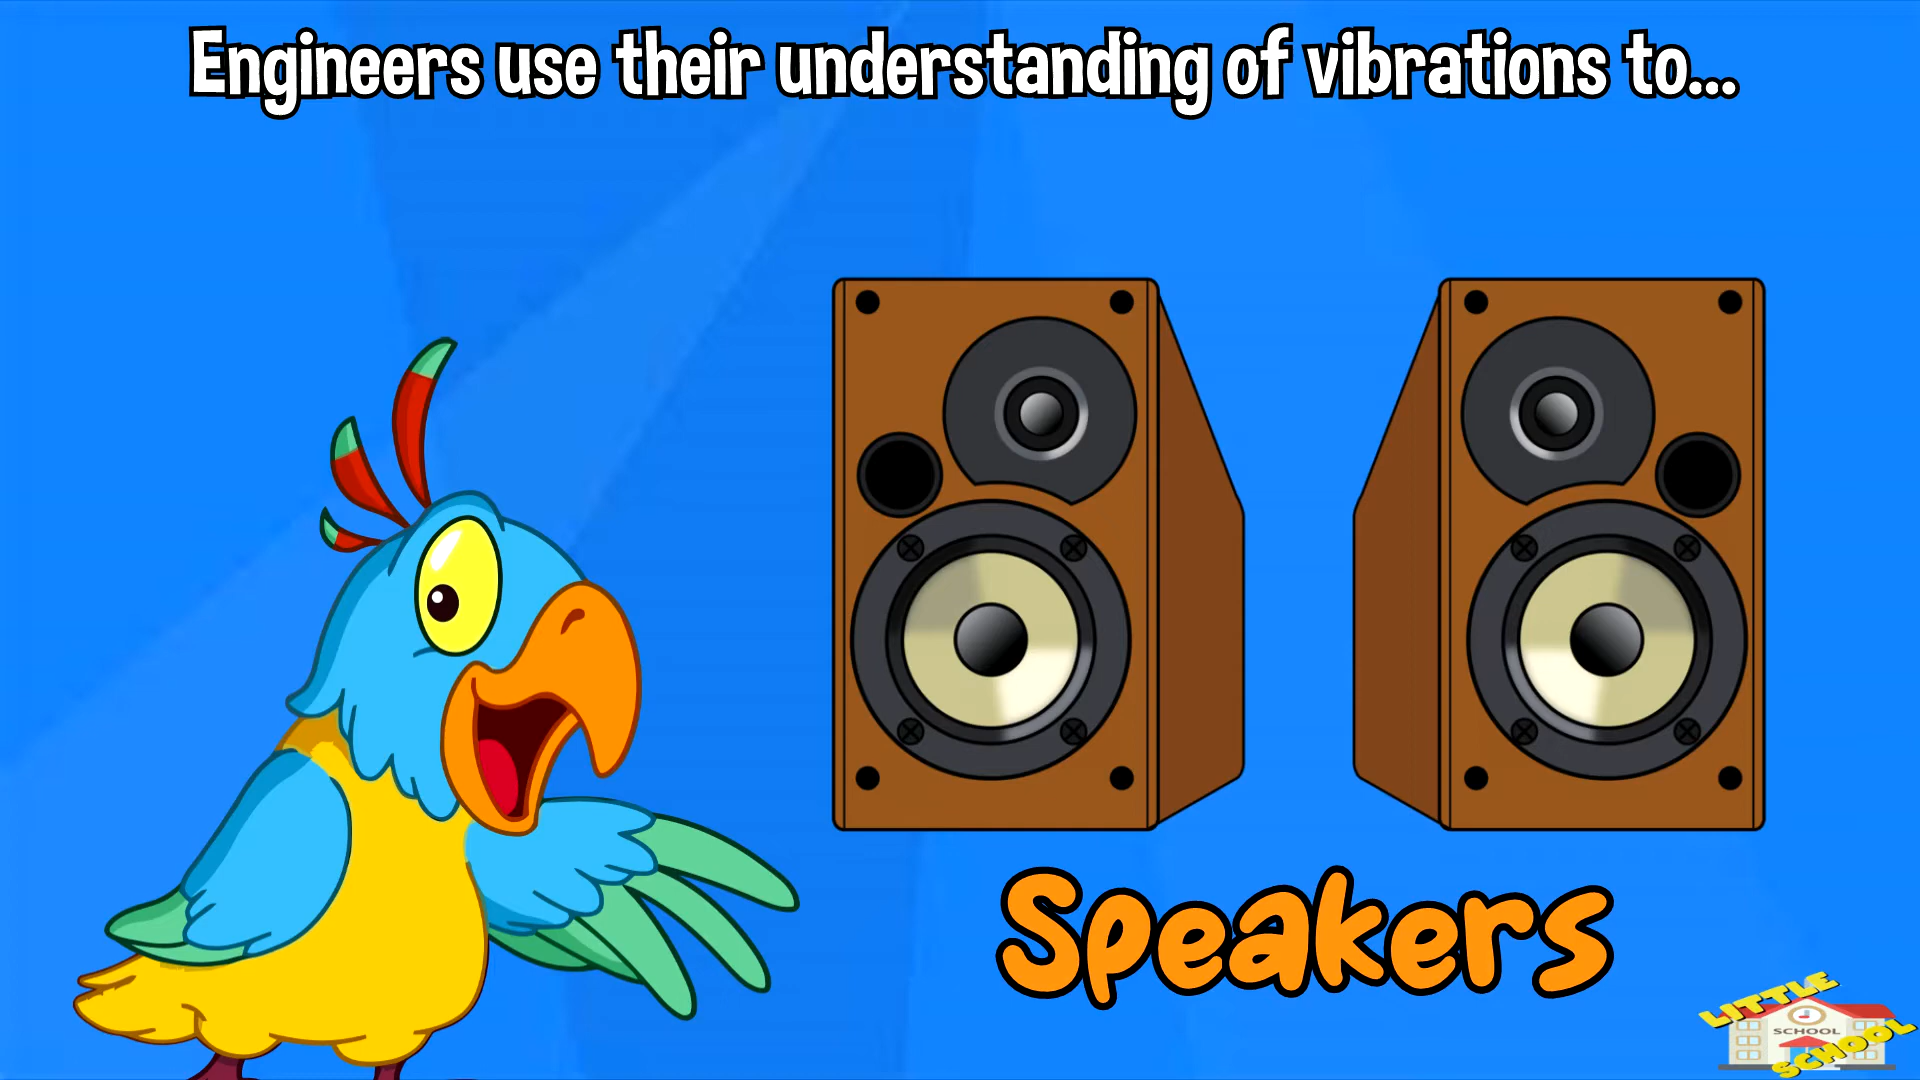 Engineers use their understanding of vibrations to...
Speakers
LITTLE
SCHOOL
SCHOOL